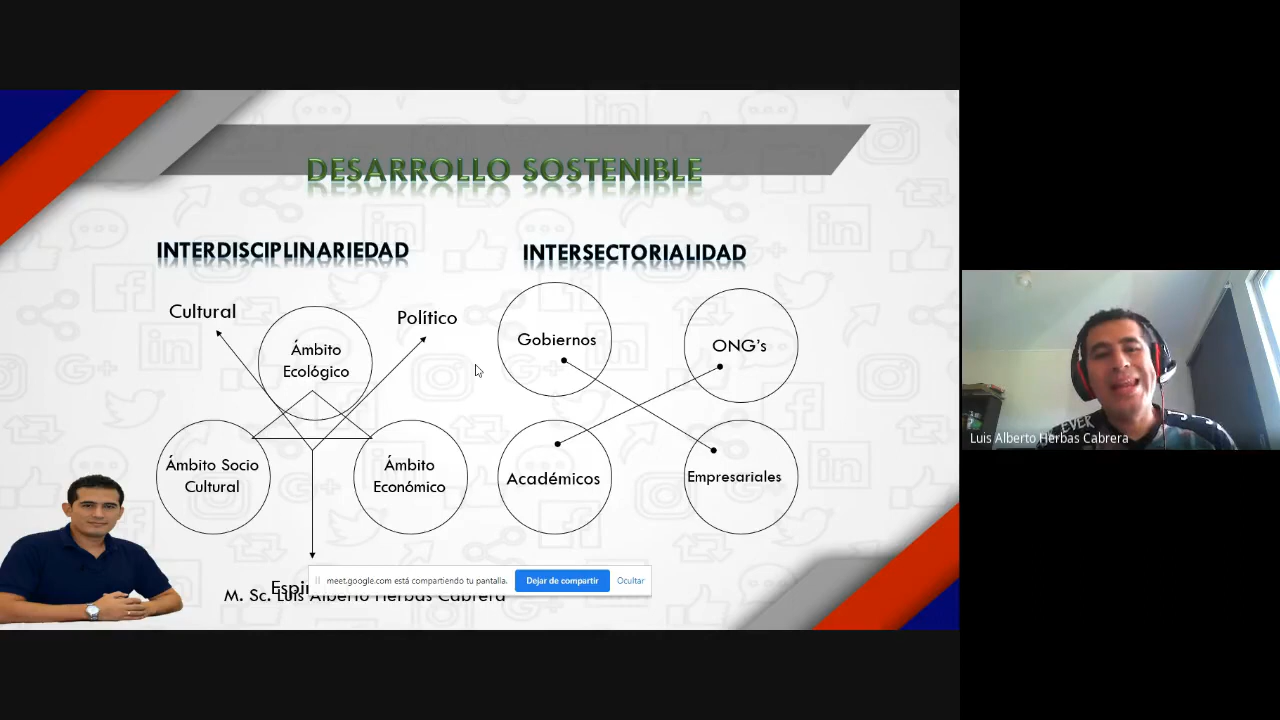 DESARROLLO SOSTENIBLE
INTERDISCIPLINARIEDAD
INTERSECTORIALIDAD
Cultural
Político
Ámbito
Ecológico
Ámbito Socio
Cultural
Ámbito
Económico
Gobiernos
ONG's
Académicos
Empresariales
meet.google.com está compartiendo tu pantalla.
Dejar de compartir
Ocultar
M. Sc. Luis Alberto Herbas Cabrera
EVER
Luis Alberto Herbas Cabrera